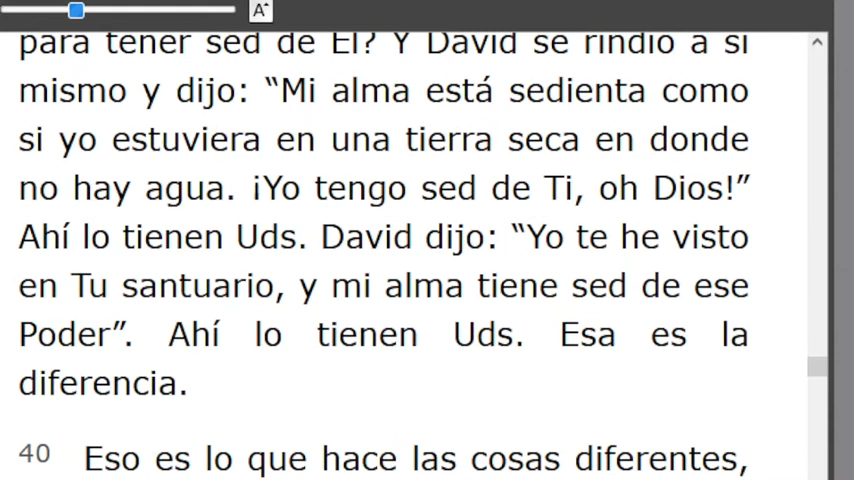 A
para tener sed de Él? Y David se rindió a sí
mismo y dijo: “Mi alma está sedienta como
si yo estuviera en una tierra seca en donde
no hay agua. ¡Yo tengo sed de Ti, oh Dios!”
Ahí lo tienen Uds. David dijo: “Yo te he visto
en Tu santuario, y mi alma tiene sed de ese
Poder”. Ahí lo tienen Uds. Esa es la
diferencia.
40 Eso es lo que hace las cosas diferentes,